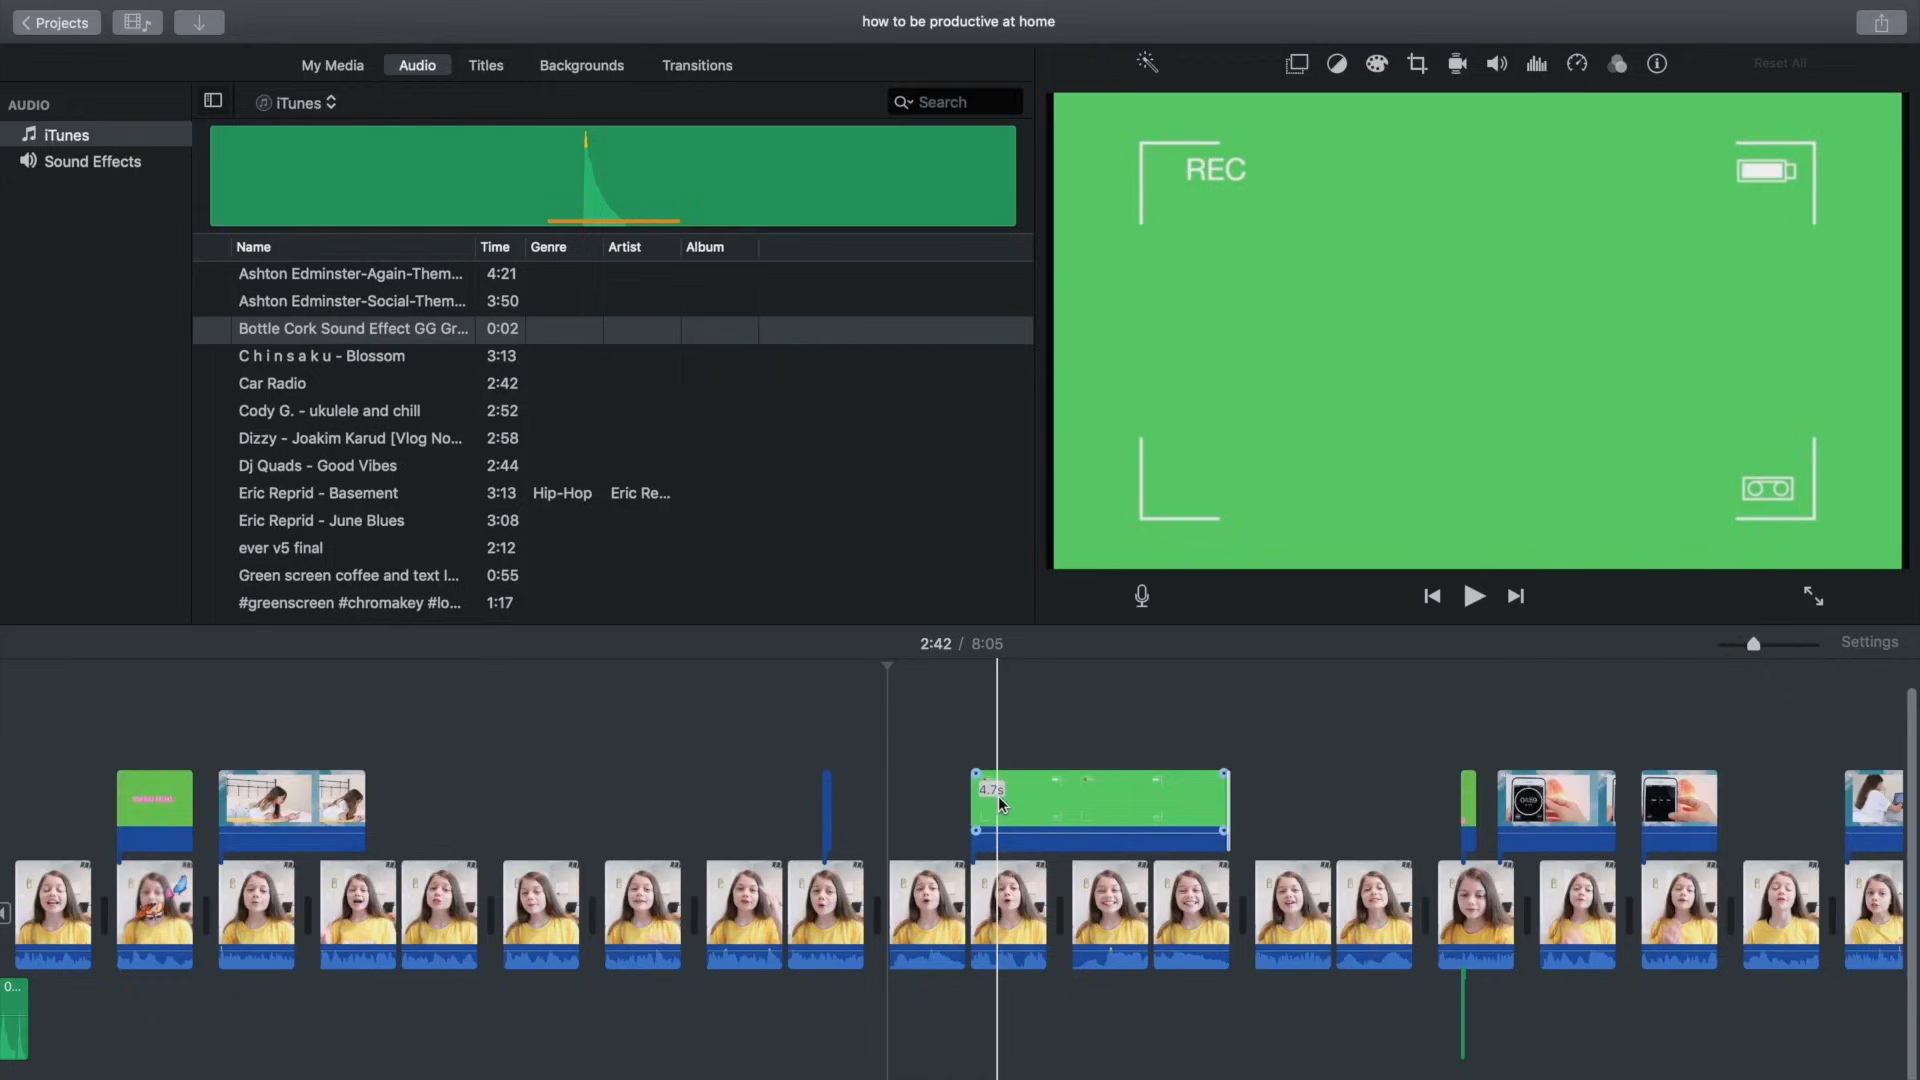 Projects
how to be productive at home
My Media
Audio
Titles
Backgrounds
Transitions
Reset All
AUDIO
iTunes
Sound Effects
iTunes
Search
Name Time Genre Artist Album
Ashton Edminster-Again-Them... 4:21
Ashton Edminster-Social-Them... 3:50
Bottle Cork Sound Effect GG Gr... 0:02
C h i n s a k u - Blossom 3:13
Car Radio 2:42
Cody G. - ukulele and chill 2:52
Dizzy - Joakim Karud [Vlog No... 2:58
Dj Quads - Good Vibes 2:44
Eric Reprid - Basement 3:13 Hip-Hop Eric Re...
Eric Reprid - June Blues 3:08
ever v5 final 2:12
Green screen coffee and text I... 0:55
#greenscreen #chromakey #lo... 1:17
REC
2:42 / 8:05
Settings
4.7s
0...